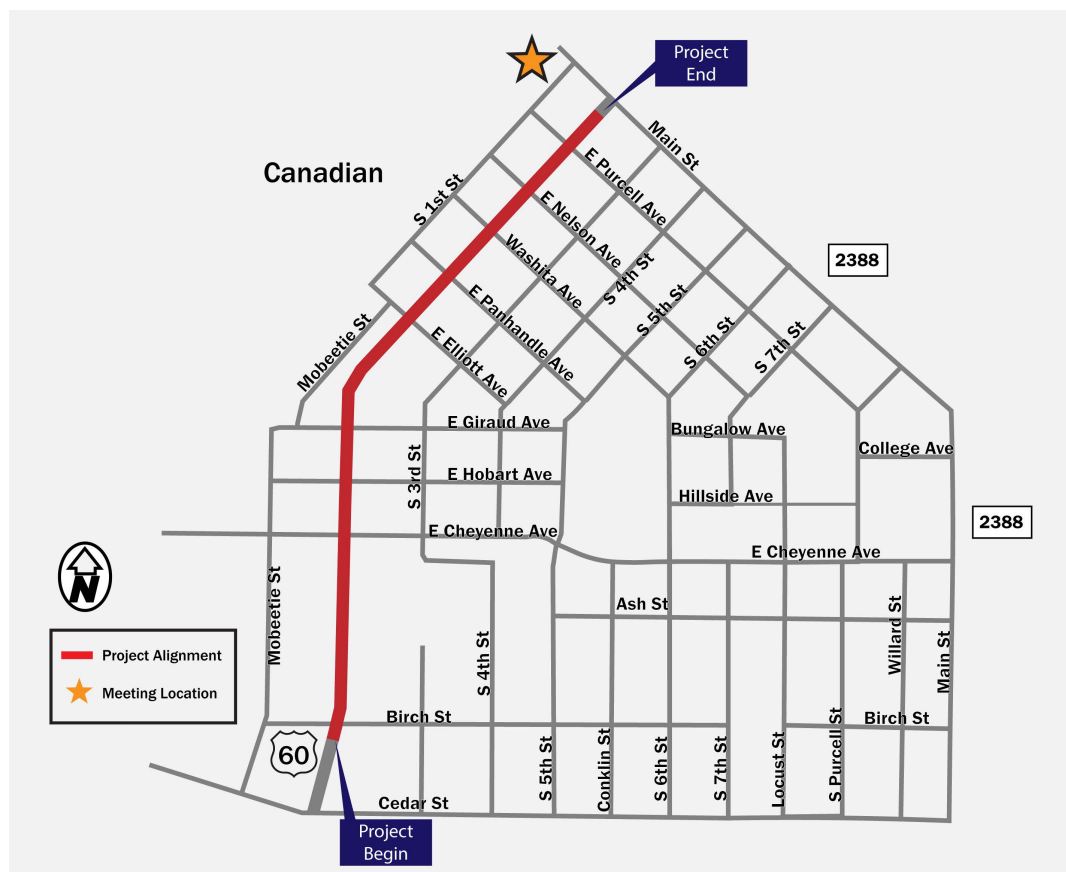 Project
End
Main St
Canadian
E Purcell Ave
S 1st St
E Nelson Ave
Washita Ave
S 4th St
2388
E Panhandle Ave
S 5th St
S 6th St
S 7th St
Mobeetie St
E Elliott Ave
E Giraud Ave
Bungalow Ave
College Ave
S 3rd St
E Hobart Ave
Hillside Ave
2388
E Cheyenne Ave
E Cheyenne Ave
N
Mobeetie St
Ash St
Willard St
Main St
S 4th St
Project Alignment
Meeting Location
Birch St
Birch St
60
S 5th St
Conklin St
S 6th St
S 7th St
Locust St
S Purcell St
Cedar St
Project
Begin